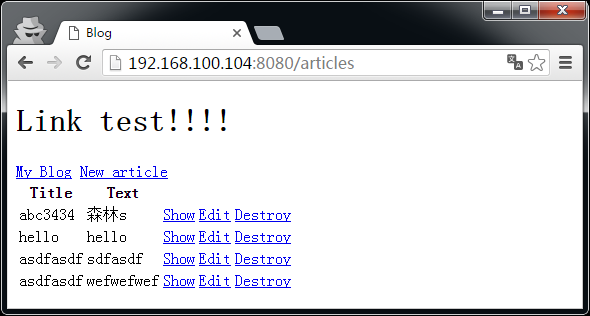 Blog
192.168.100.104:8080/articles
Link test!!!!
My Blog New article
Title Text
abc3434 森林s Show Edit Destroy
hello hello Show Edit Destroy
asdfasdf sdfasdf Show Edit Destroy
asdfasdf wefwefwef Show Edit Destroy